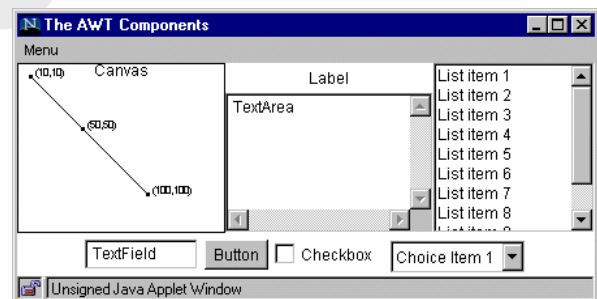 The AWT Components
Menu
(10,10) Canvas
(50,50)
(100,100)
Label
TextArea
List item 1
List item 2
List item 3
List item 4
List item 5
List item 6
List item 7
List item 8
TextField Button Checkbox Choice Item 1
Unsigned Java Applet Window